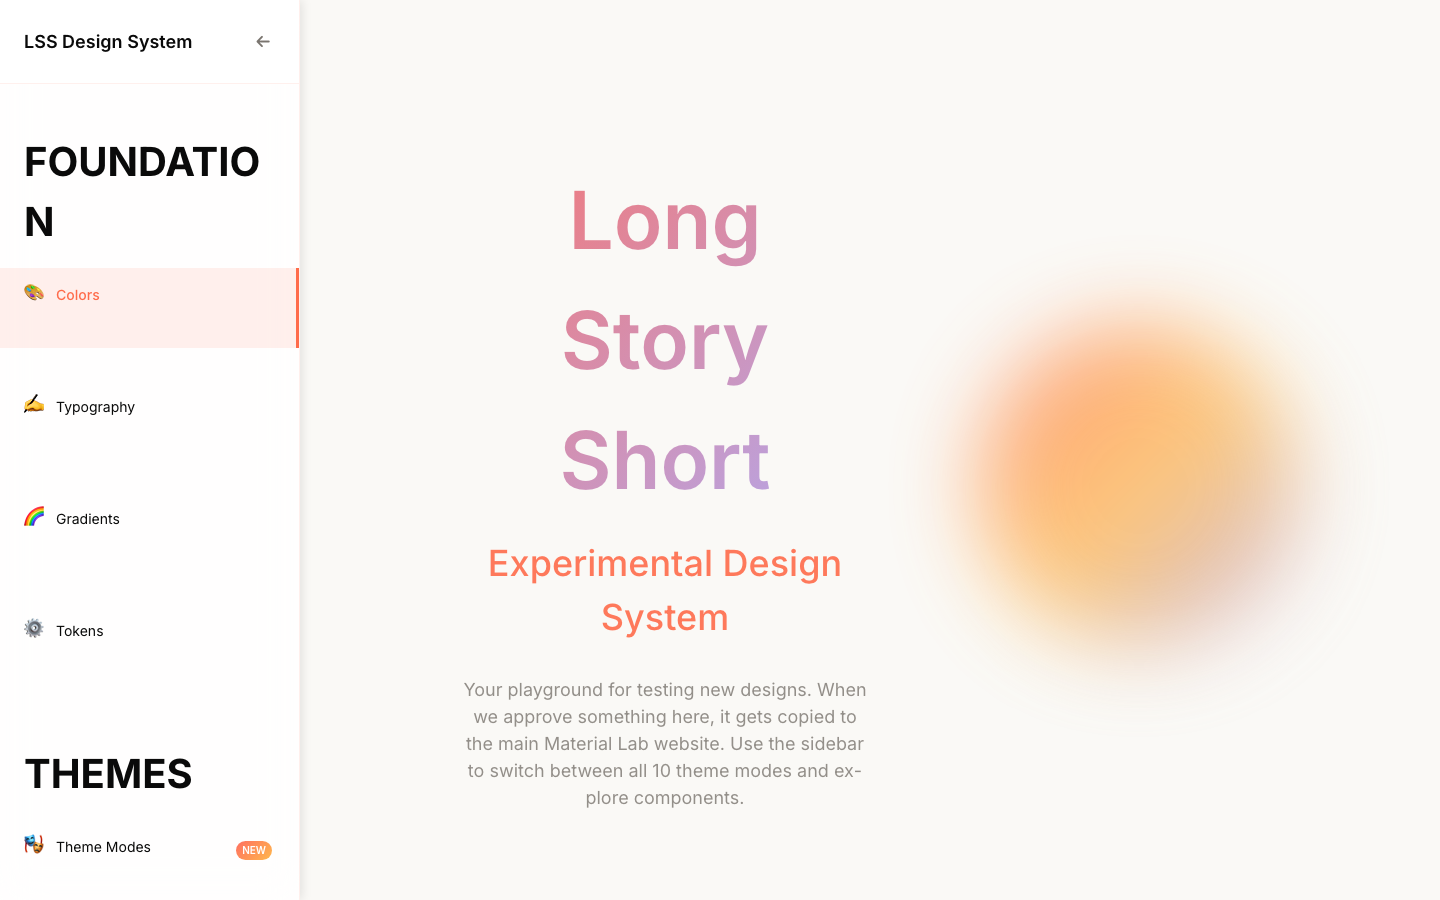 LSS Design System
FOUNDATIO
N
Colors
Typography
Gradients
Tokens
THEMES
Theme Modes
NEW
Long
Story
Short
Experimental Design
System
Your playground for testing new designs. When
we approve something here, it gets copied to
the main Material Lab website. Use the sidebar
to switch between all 10 theme modes and ex-
plore components.